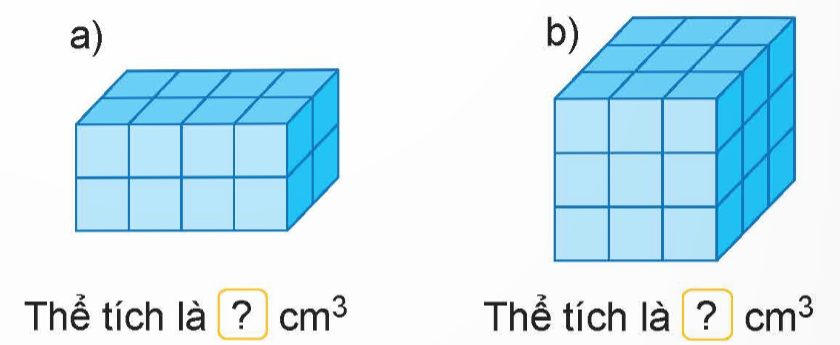 a)
b)
Thể tích là ? cm³
Thể tích là ? cm³